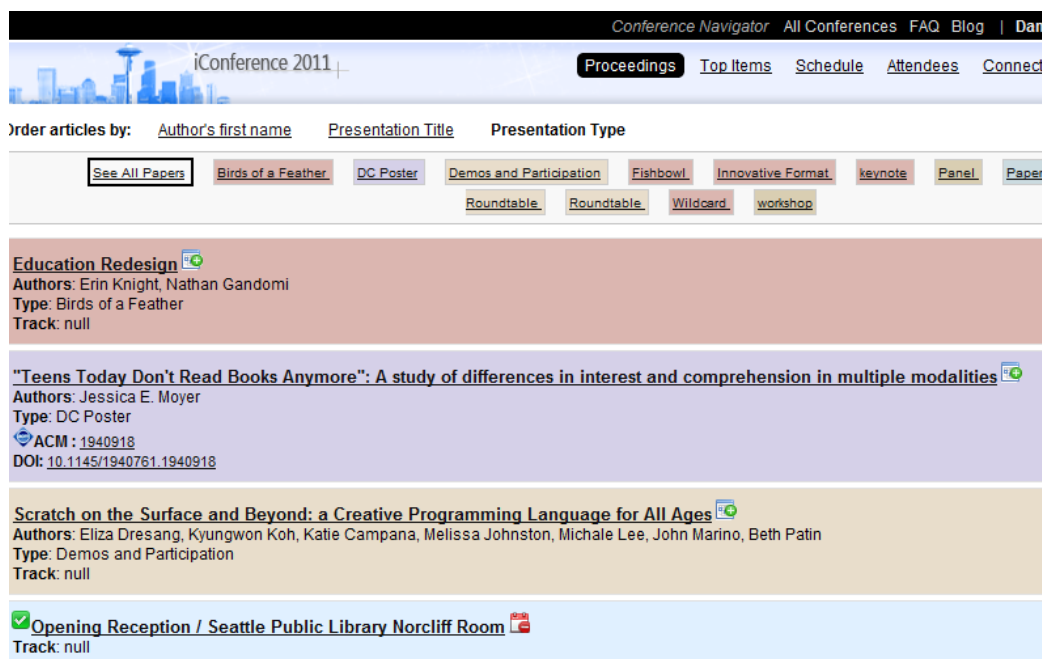 Conference Navigator All Conferences FAQ Blog | Dan
iConference 2011
Proceedings Top Items Schedule Attendees Connect
Order articles by: Author's first name Presentation Title Presentation Type
See All Papers Birds of a Feather DC Poster Demos and Participation Fishbowl Innovative Format keynote Panel Paper
Roundtable Roundtable Wildcard workshop
Education Redesign
Authors: Erin Knight, Nathan Gandomi
Type: Birds of a Feather
Track: null
"Teens Today Don't Read Books Anymore": A study of differences in interest and comprehension in multiple modalities
Authors: Jessica E. Moyer
Type: DC Poster
ACM : 1940918
DOI: 10.1145/1940761.1940918
Scratch on the Surface and Beyond: a Creative Programming Language for All Ages
Authors: Eliza Dresang, Kyungwon Koh, Katie Campana, Melissa Johnston, Michale Lee, John Marino, Beth Patin
Type: Demos and Participation
Track: null
Opening Reception / Seattle Public Library Norcliff Room
Track: null